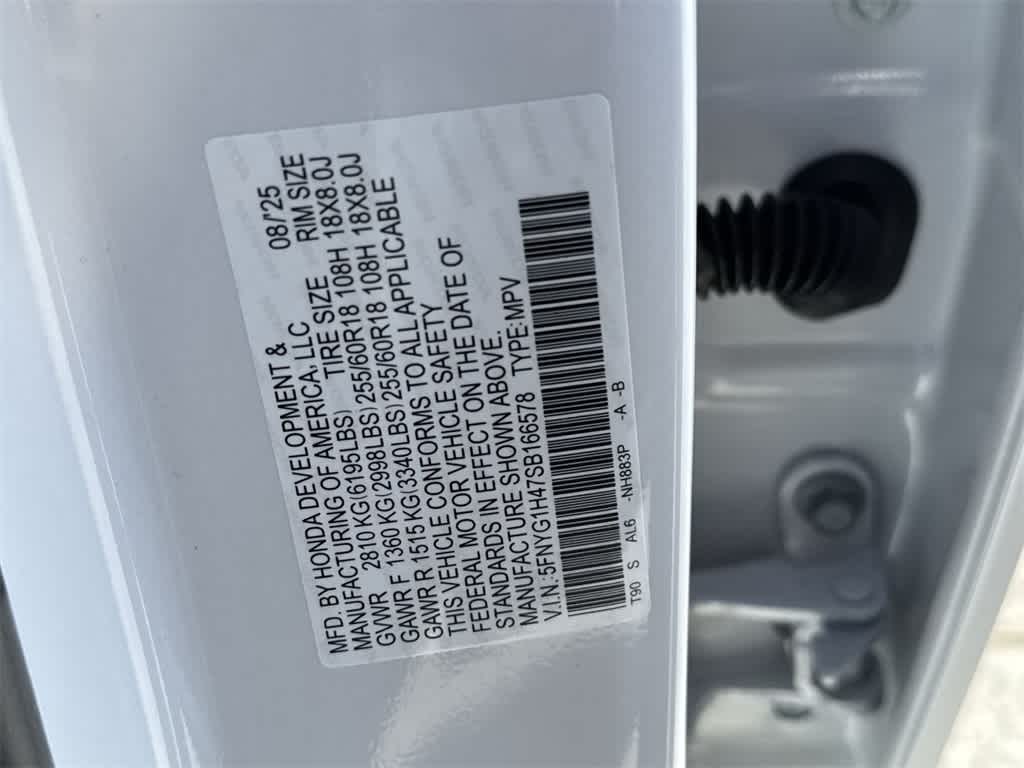 MFD. BY HONDA DEVELOPMENT & 08/25
MANUFACTURING OF AMERICA, LLC TIRE SIZE RIM SIZE
GVWR 2810 KG(6195LBS) 255/60R18 108H 18X8.0J
GAWR F 1360 KG(2998LBS) 255/60R18 108H 18X8.0J
GAWR R 1515 KG(3340LBS)
THIS VEHICLE CONFORMS TO ALL APPLICABLE
FEDERAL MOTOR VEHICLE SAFETY
STANDARDS IN EFFECT ON THE DATE OF
MANUFACTURE SHOWN ABOVE.
V.I.N.:5FNYG1H47SB166578 TYPE:MPV
T90 S AL6 -NH883P -A -B